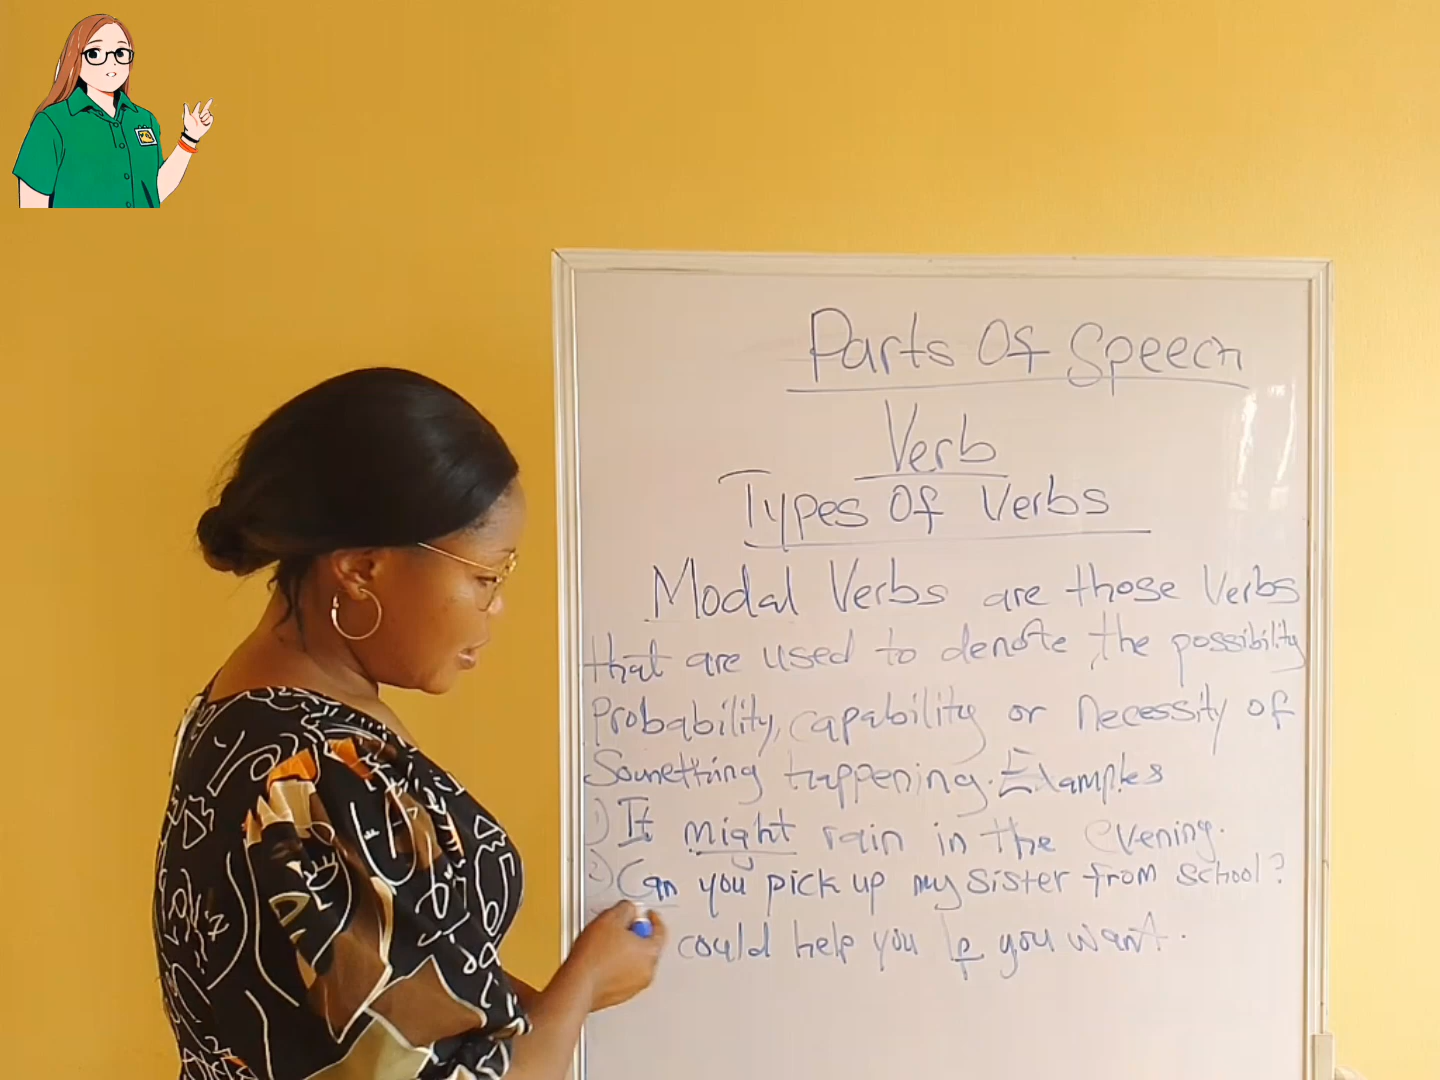 Parts Of Speech
Verb
Types Of Verbs
Modal Verbs are those Verbs
that are used to denote, the possibility
Probability, capability or necessity of
Something happening. Examples
1) It might rain in the evening.
2) Can you pick up my sister from school?
could help you If you want.